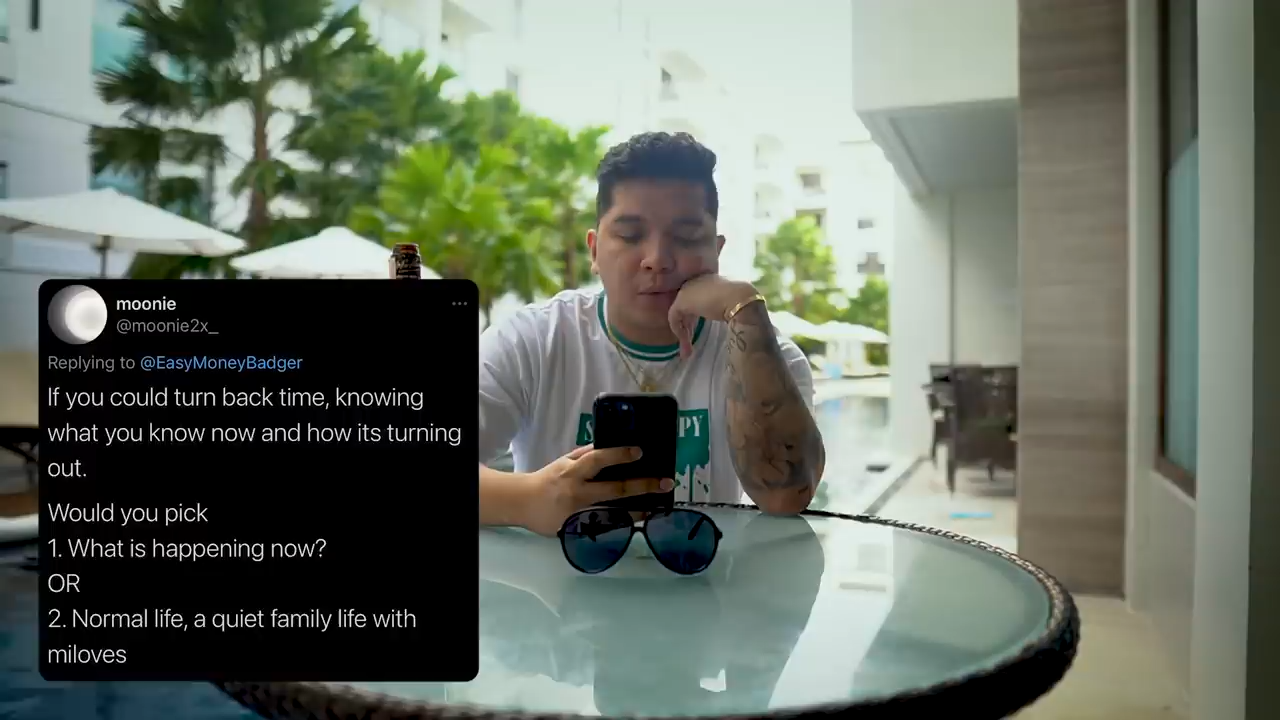 moonie
@moonie2x_
Replying to @EasyMoneyBadger
If you could turn back time, knowing
what you know now and how its turning
out.
Would you pick
1. What is happening now?
OR
2. Normal life, a quiet family life with
miloves